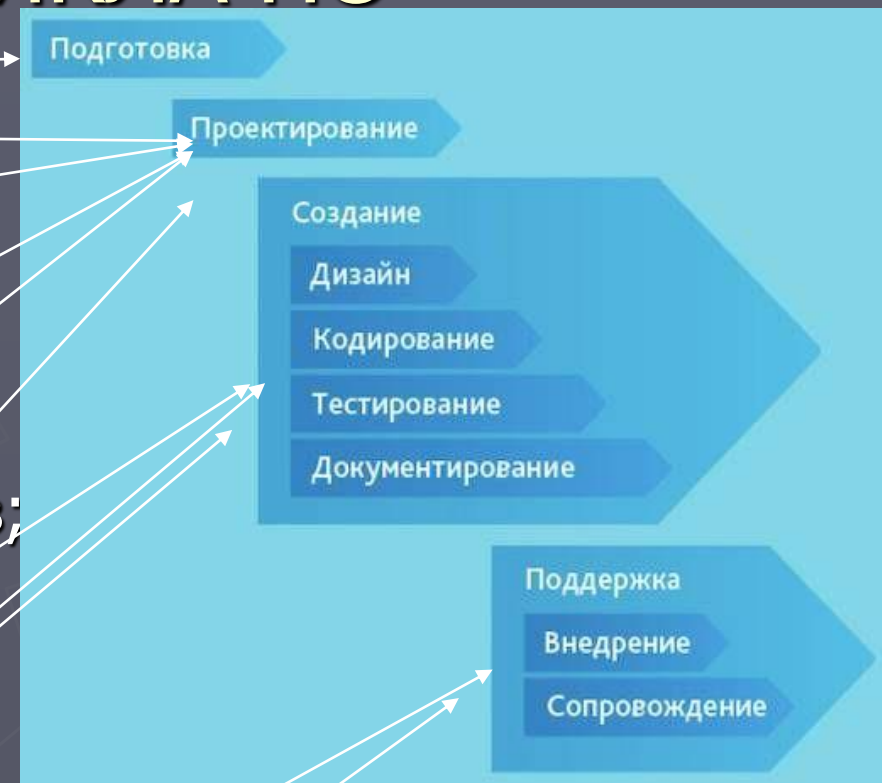 Подготовка
Проектирование
Создание
Дизайн
Кодирование
Тестирование
Документирование
Поддержка
Внедрение
Сопровождение